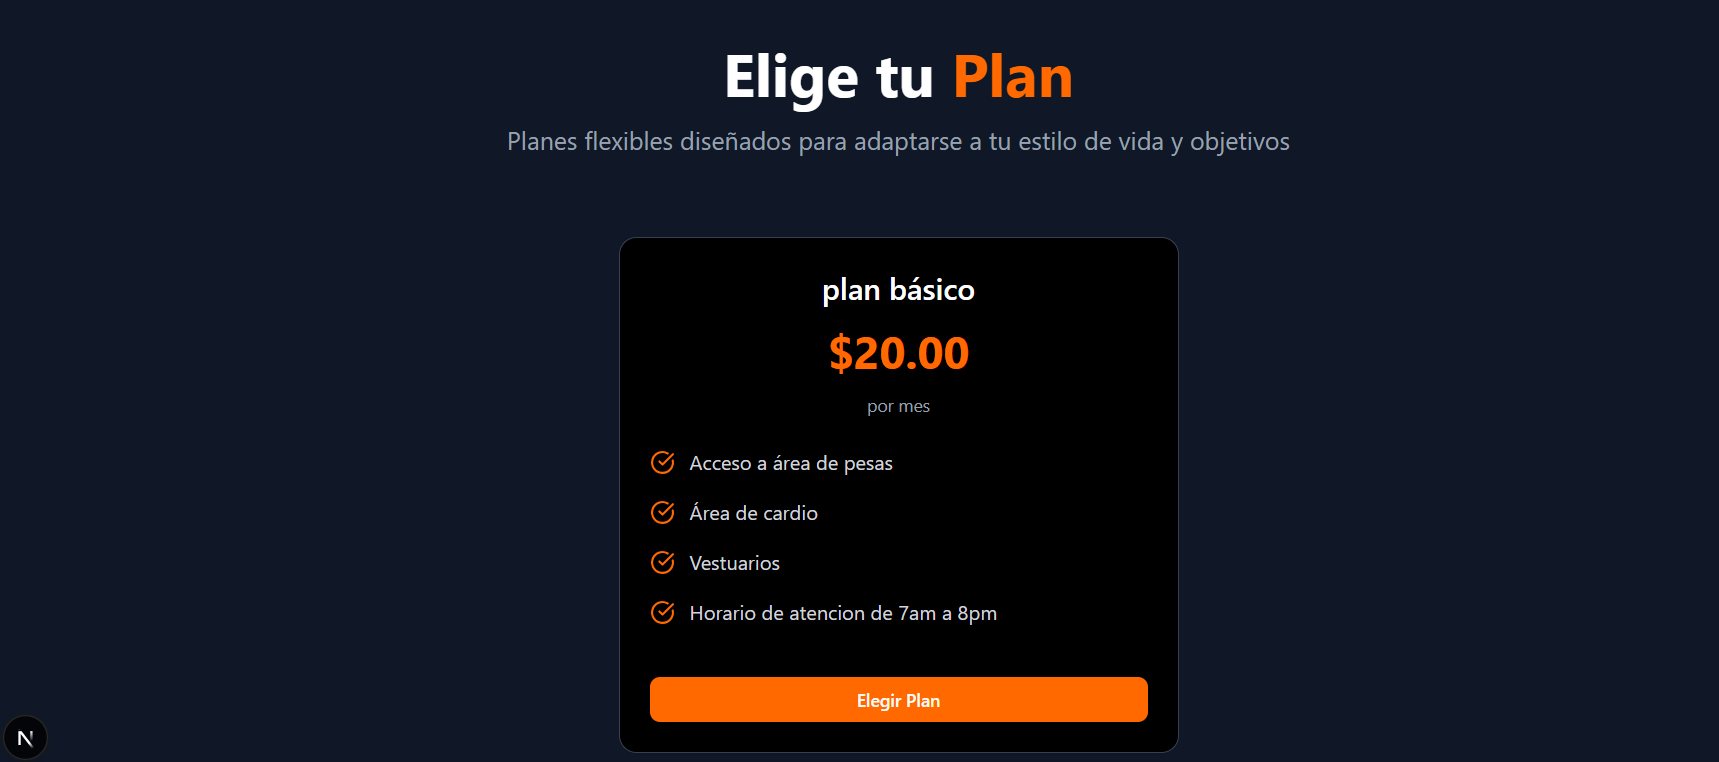 Elige tu Plan
Planes flexibles diseñados para adaptarse a tu estilo de vida y objetivos
plan básico
$20.00
por mes
Acceso a área de pesas
Área de cardio
Vestuarios
Horario de atencion de 7am a 8pm
Elegir Plan
N